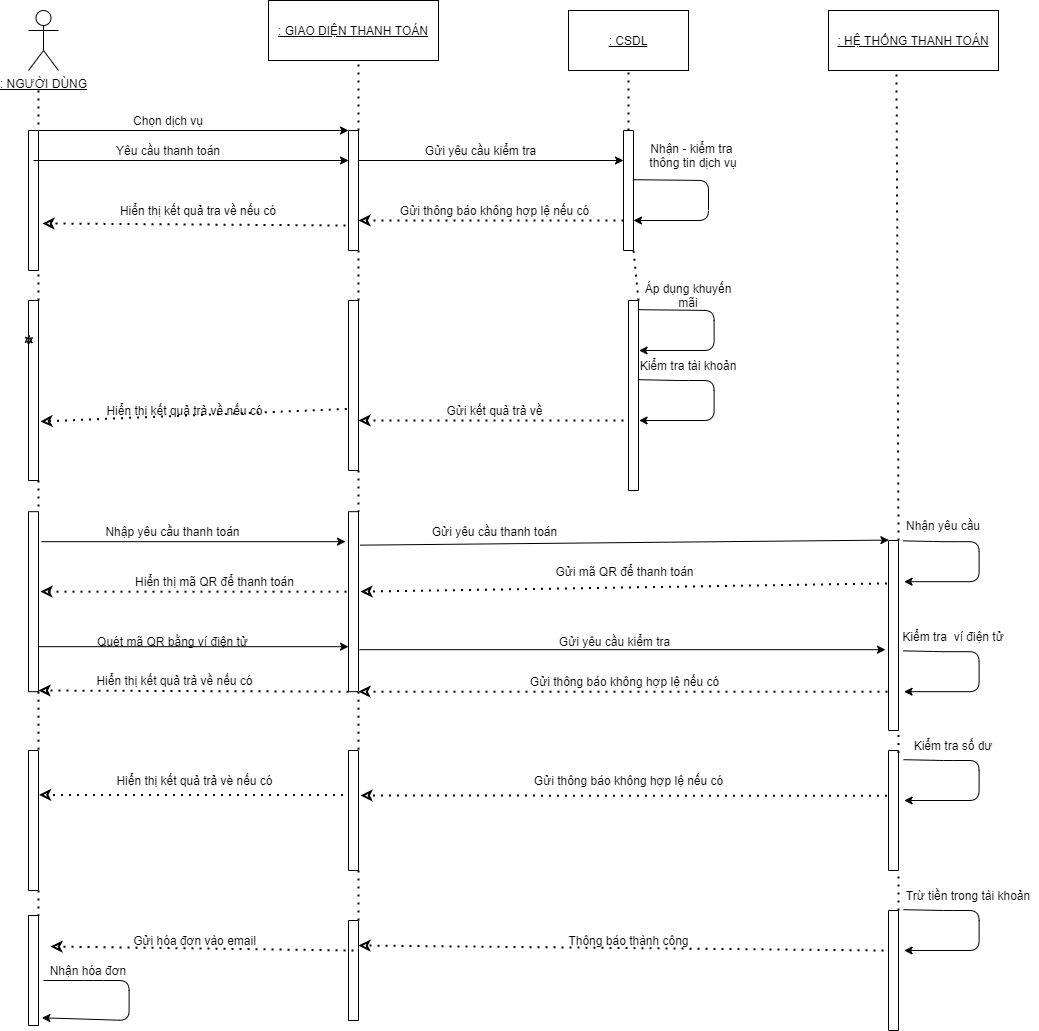 : GIAO DIỆN THANH TOÁN
: CSDL
: HỆ THỐNG THANH TOÁN
: NGƯỜI DÙNG
Chọn dịch vụ
Yêu cầu thanh toán
Gửi yêu cầu kiểm tra
Nhận - kiểm tra
thông tin dịch vụ
Hiển thị kết quả tra về nếu có
Gửi thông báo không hợp lệ nếu có
Áp dụng khuyến
mãi
Kiểm tra tài khoản
Hiển thị kết quả trả về nếu có
Gửi kết quả trả về
Nhập yêu cầu thanh toán
Gửi yêu cầu thanh toán
Nhận yêu cầu
Hiển thị mã QR để thanh toán
Gửi mã QR để thanh toán
Quét mã QR bằng ví điện tử
Gửi yêu cầu kiểm tra
Kiểm tra  ví điện tử
Hiển thị kết quả trả về nếu có
Gửi thông báo không hợp lệ nếu có
Kiểm tra số dư
Hiển thị kết quả trả vè nếu có
Gửi thông báo không hợp lệ nếu có
Trừ tiền trong tài khoản
Gửi hóa đơn vào email
Thông báo thành công
Nhận hóa đơn